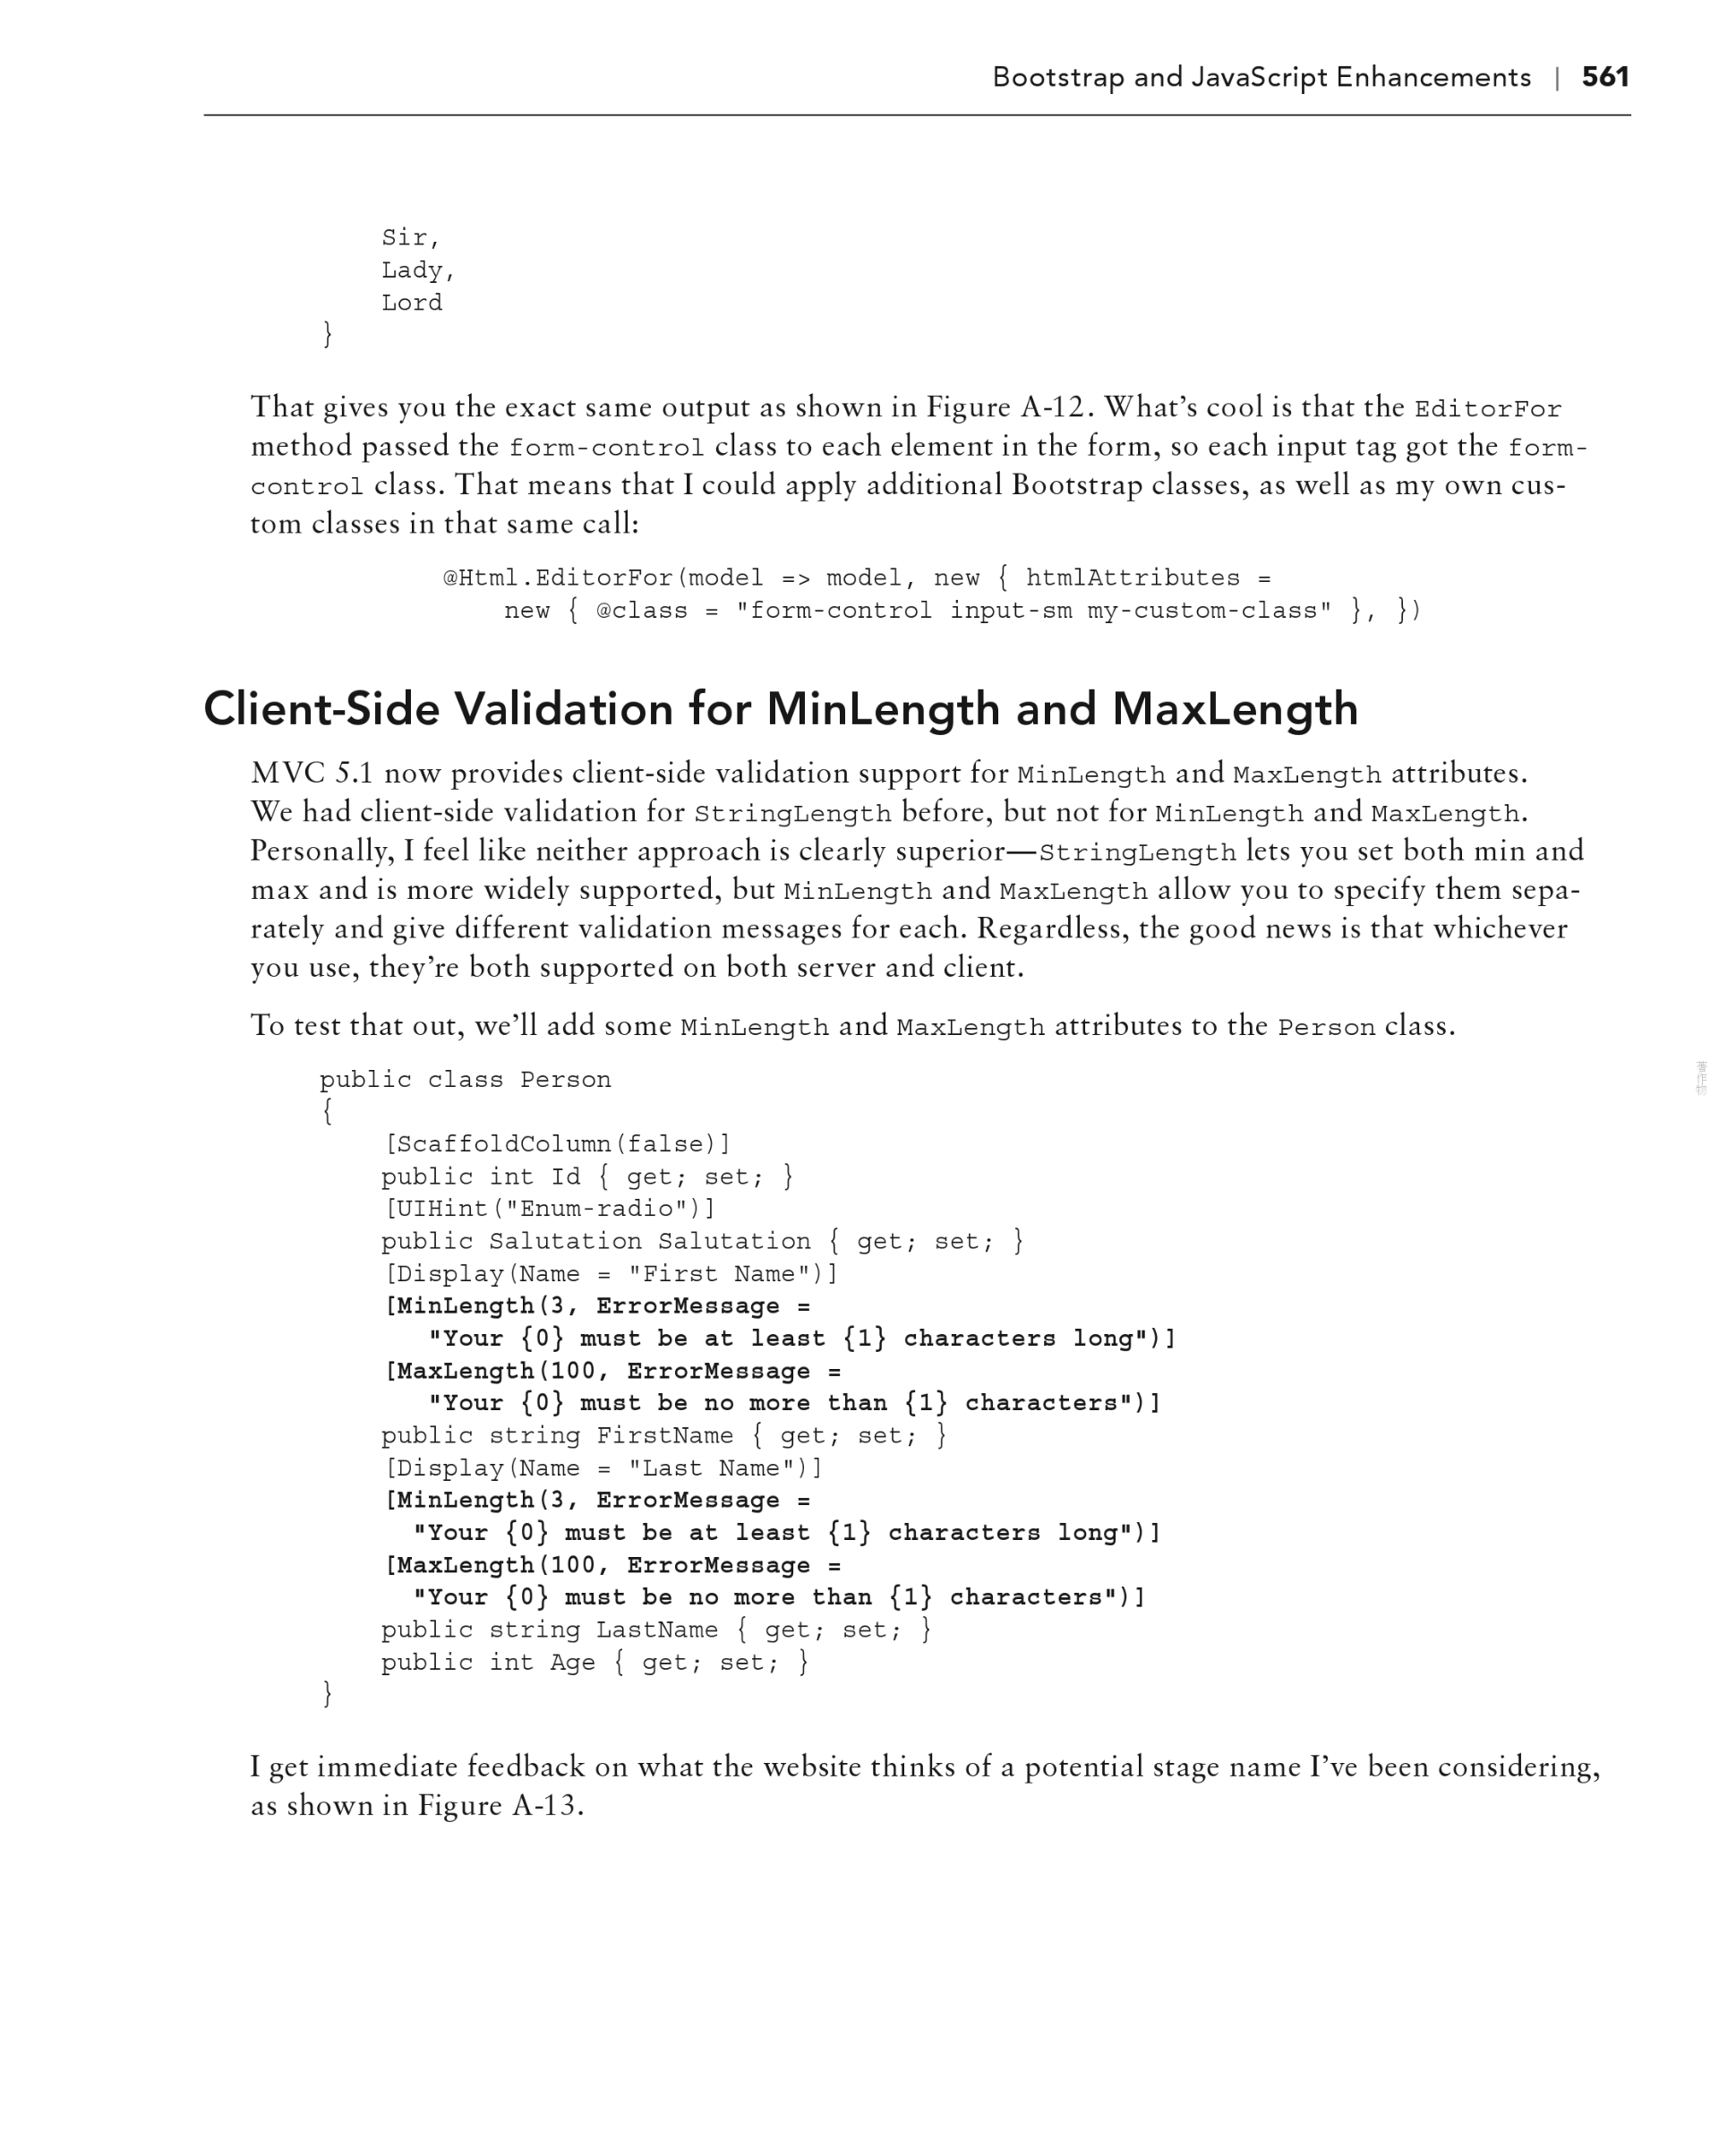 Bootstrap and JavaScript Enhancements | 561
Sir,
Lady,
Lord
}
That gives you the exact same output as shown in Figure A-12. What’s cool is that the EditorFor
method passed the form-control class to each element in the form, so each input tag got the form-
control class. That means that I could apply additional Bootstrap classes, as well as my own cus-
tom classes in that same call:
@Html.EditorFor(model => model, new { htmlAttributes =
new { @class = "form-control input-sm my-custom-class" }, })
Client-Side Validation for MinLength and MaxLength
MVC 5.1 now provides client-side validation support for MinLength and MaxLength attributes.
We had client-side validation for StringLength before, but not for MinLength and MaxLength.
Personally, I feel like neither approach is clearly superior—StringLength lets you set both min and
max and is more widely supported, but MinLength and MaxLength allow you to specify them sepa-
rately and give different validation messages for each. Regardless, the good news is that whichever
you use, they’re both supported on both server and client.
To test that out, we’ll add some MinLength and MaxLength attributes to the Person class.
public class Person
{
[ScaffoldColumn(false)]
public int Id { get; set; }
[UIHint("Enum-radio")]
public Salutation Salutation { get; set; }
[Display(Name = "First Name")]
[MinLength(3, ErrorMessage =
"Your {0} must be at least {1} characters long")]
[MaxLength(100, ErrorMessage =
"Your {0} must be no more than {1} characters")]
public string FirstName { get; set; }
[Display(Name = "Last Name")]
[MinLength(3, ErrorMessage =
"Your {0} must be at least {1} characters long")]
[MaxLength(100, ErrorMessage =
"Your {0} must be no more than {1} characters")]
public string LastName { get; set; }
public int Age { get; set; }
}
I get immediate feedback on what the website thinks of a potential stage name I’ve been considering,
as shown in Figure A-13.
著作物